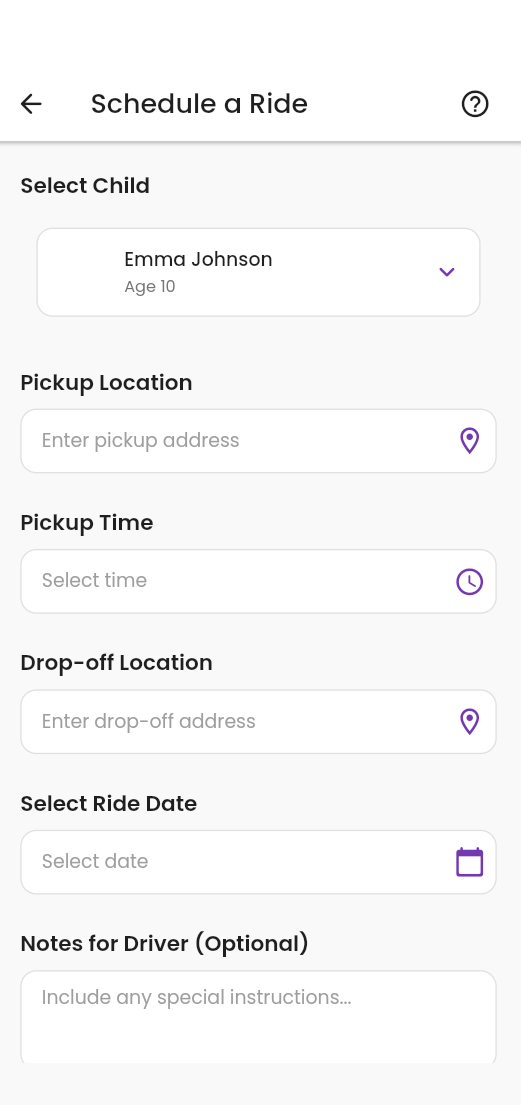 Schedule a Ride
Select Child
Emma Johnson
Age 10
Pickup Location
Enter pickup address
Pickup Time
Select time
Drop-off Location
Enter drop-off address
Select Ride Date
Select date
Notes for Driver (Optional)
Include any special instructions...